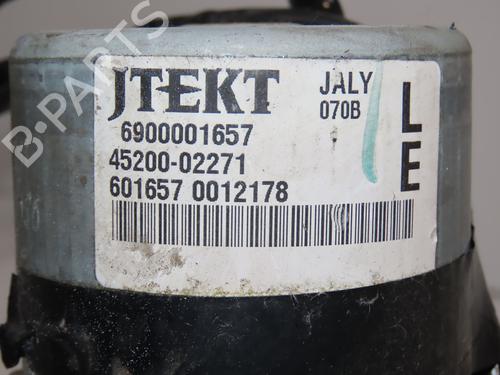 JTEKT
JALY
070B
L
E
6900001657
45200-02271
601657 0012178
B-PARTS